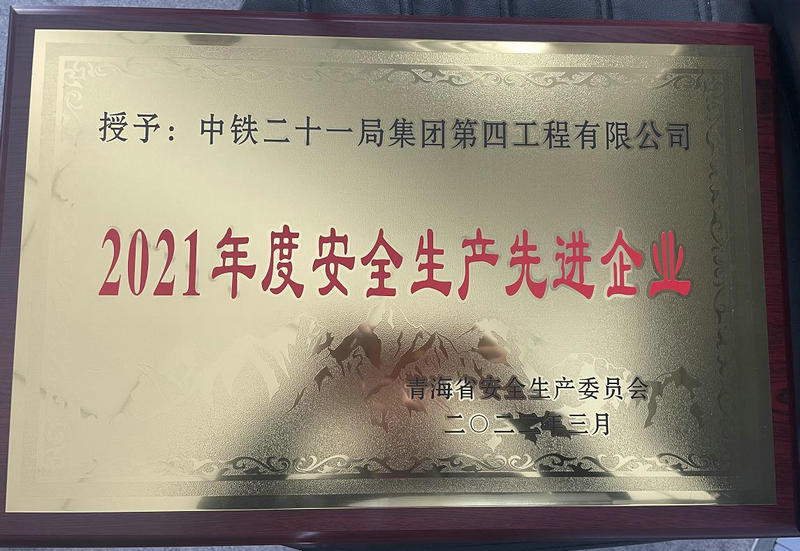 授予：中铁二十一局集团第四工程有限公司
2021年度安全生产先进企业
青海省安全生产委员会
二〇二二年三月